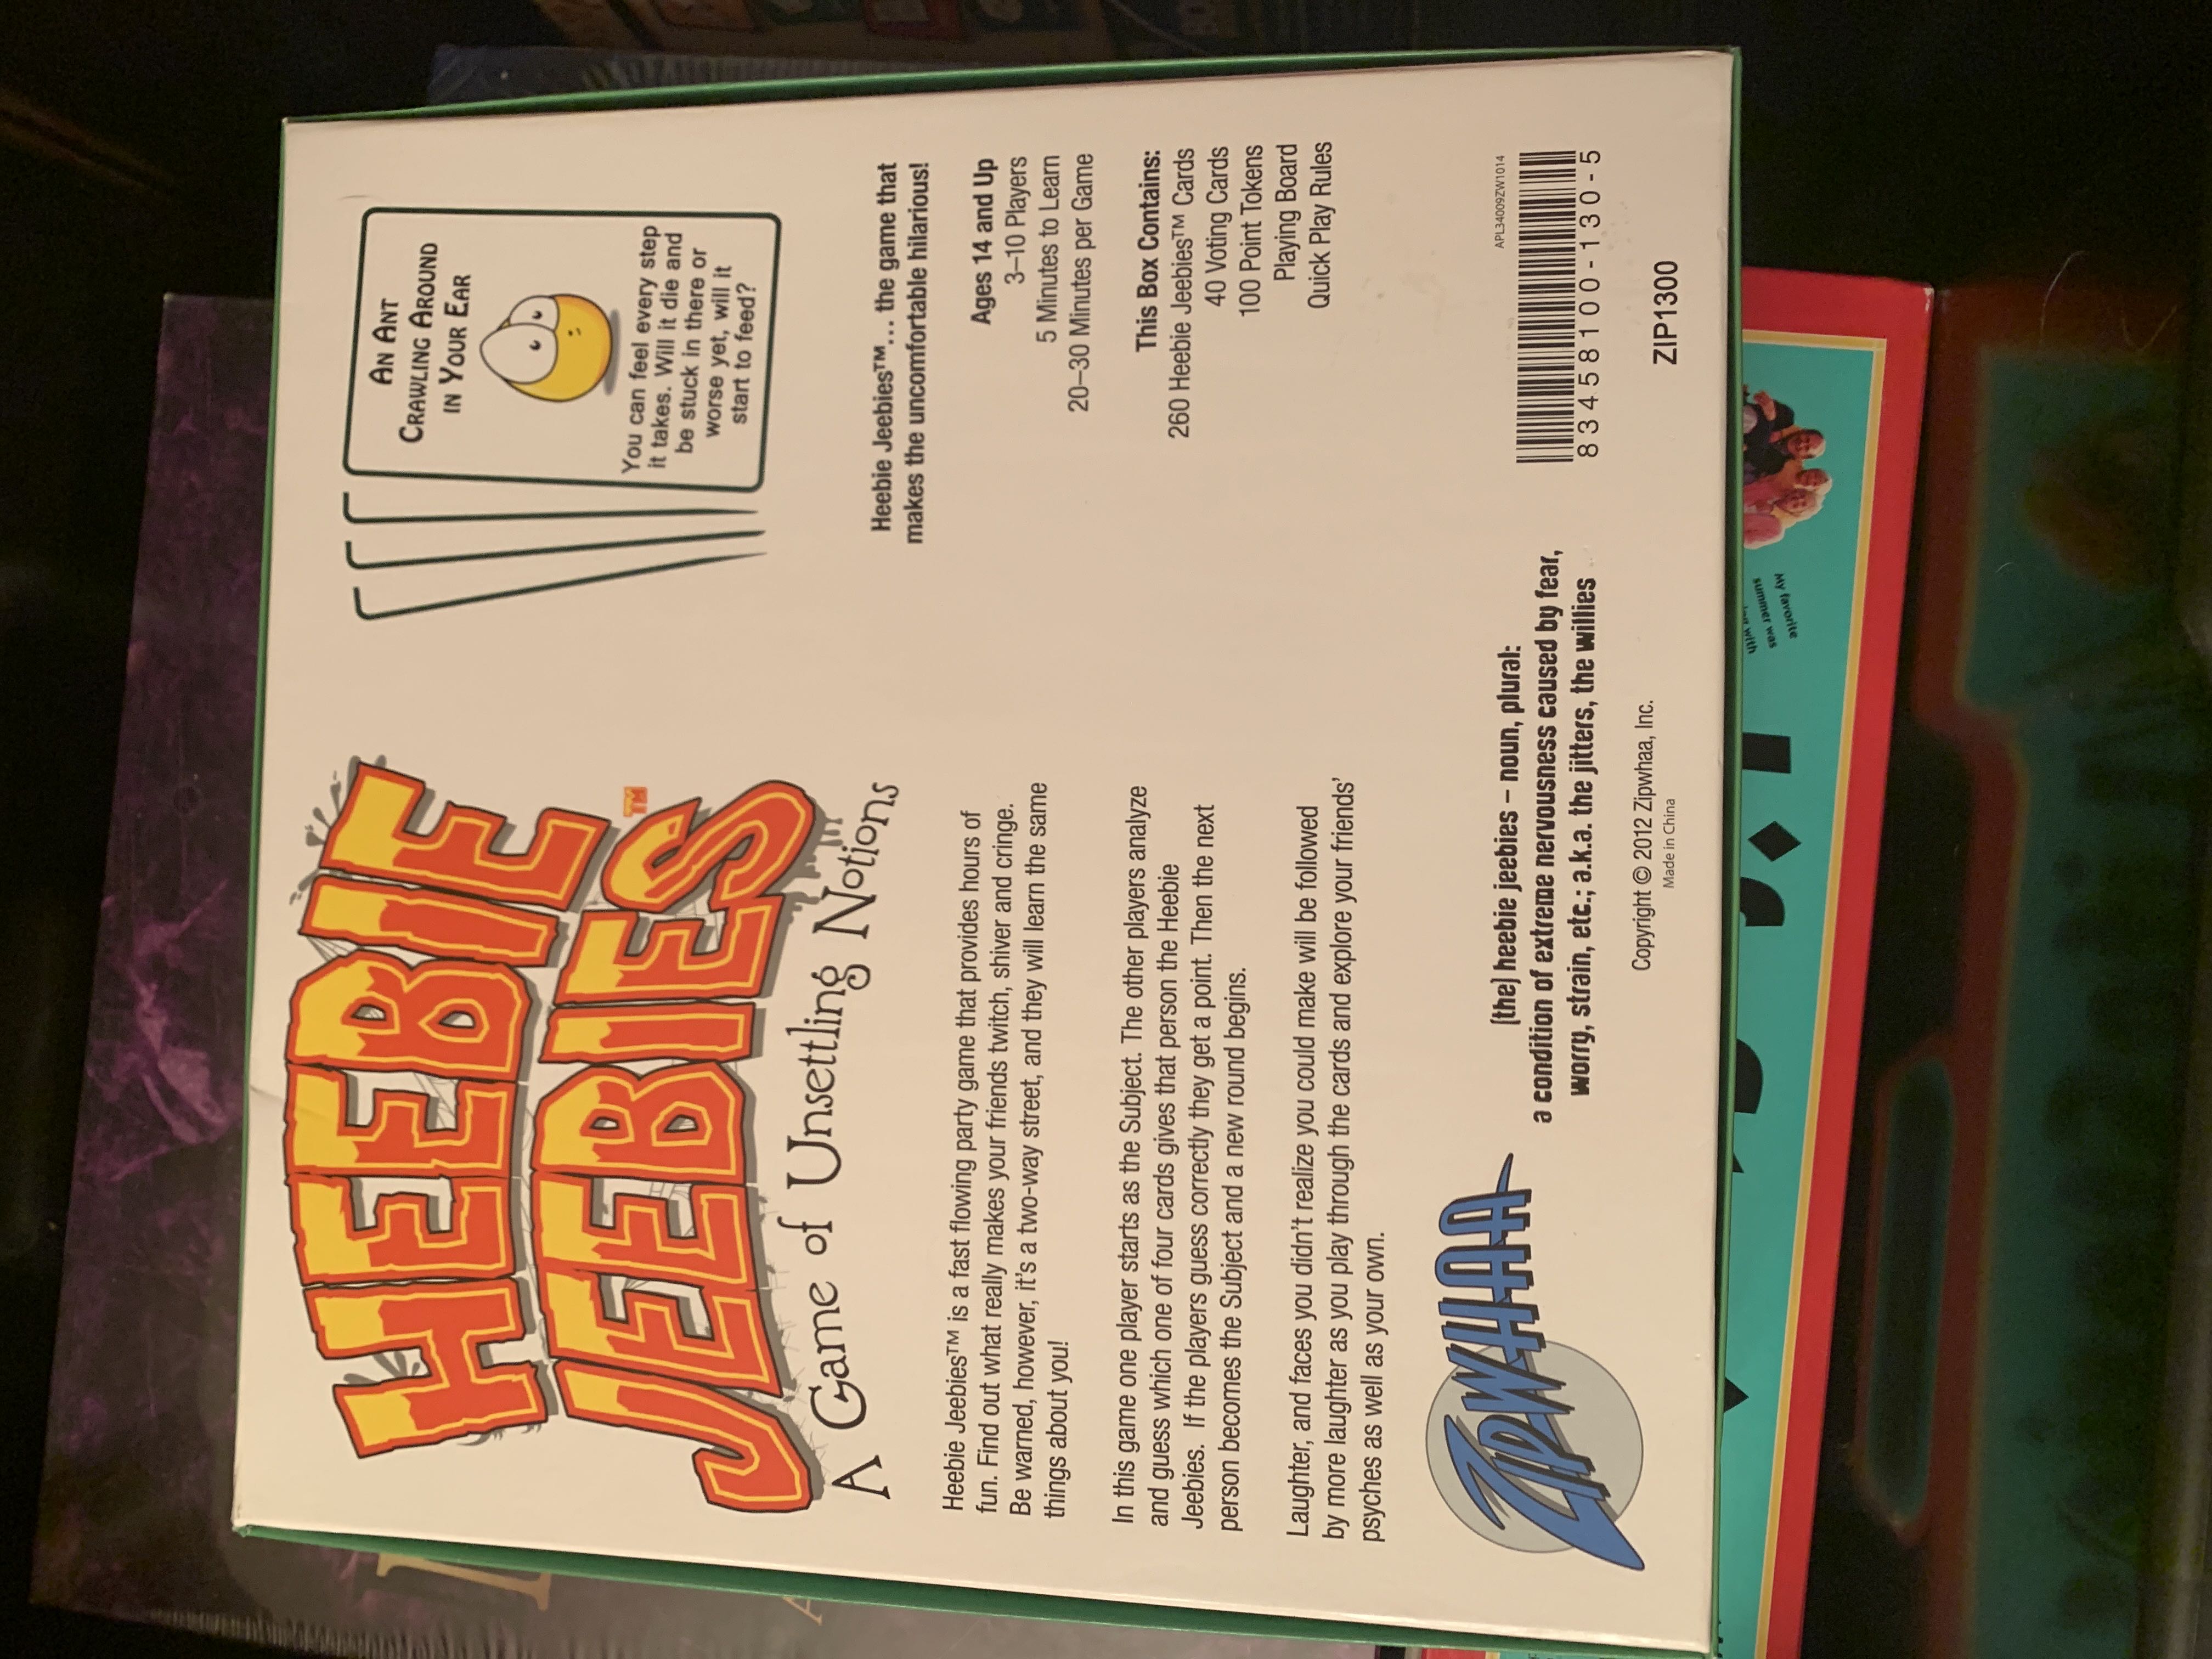 HEEBIE
JEEBIES™
A Game of Unsettling Notions
Heebie Jeebies™ is a fast flowing party game that provides hours of
fun. Find out what really makes your friends twitch, shiver and cringe.
Be warned, however, it's a two-way street, and they will learn the same
things about you!
In this game one player starts as the Subject. The other players analyze
and guess which one of four cards gives that person the Heebie
Jeebies. If the players guess correctly they get a point. Then the next
person becomes the Subject and a new round begins.
Laughter, and faces you didn't realize you could make will be followed
by more laughter as you play through the cards and explore your friends'
psyches as well as your own.
ZIPWHAA
(the) heebie jeebies – noun, plural:
a condition of extreme nervousness caused by fear,
worry, strain, etc.; a.k.a. the jitters, the willies
Copyright © 2012 Zipwhaa, Inc.
Made in China
AN ANT
CRAWLING AROUND
IN YOUR EAR
You can feel every step
it takes. Will it die and
be stuck in there or
worse yet, will it
start to feed?
Heebie Jeebies™... the game that
makes the uncomfortable hilarious!
Ages 14 and Up
3–10 Players
5 Minutes to Learn
20–30 Minutes per Game
This Box Contains:
260 Heebie Jeebies™ Cards
40 Voting Cards
100 Point Tokens
Playing Board
Quick Play Rules
APL34009ZW1014
8 3 4 5 8 1 0 0 - 1 3 0 - 5
ZIP1300
My favorite
summer was
with